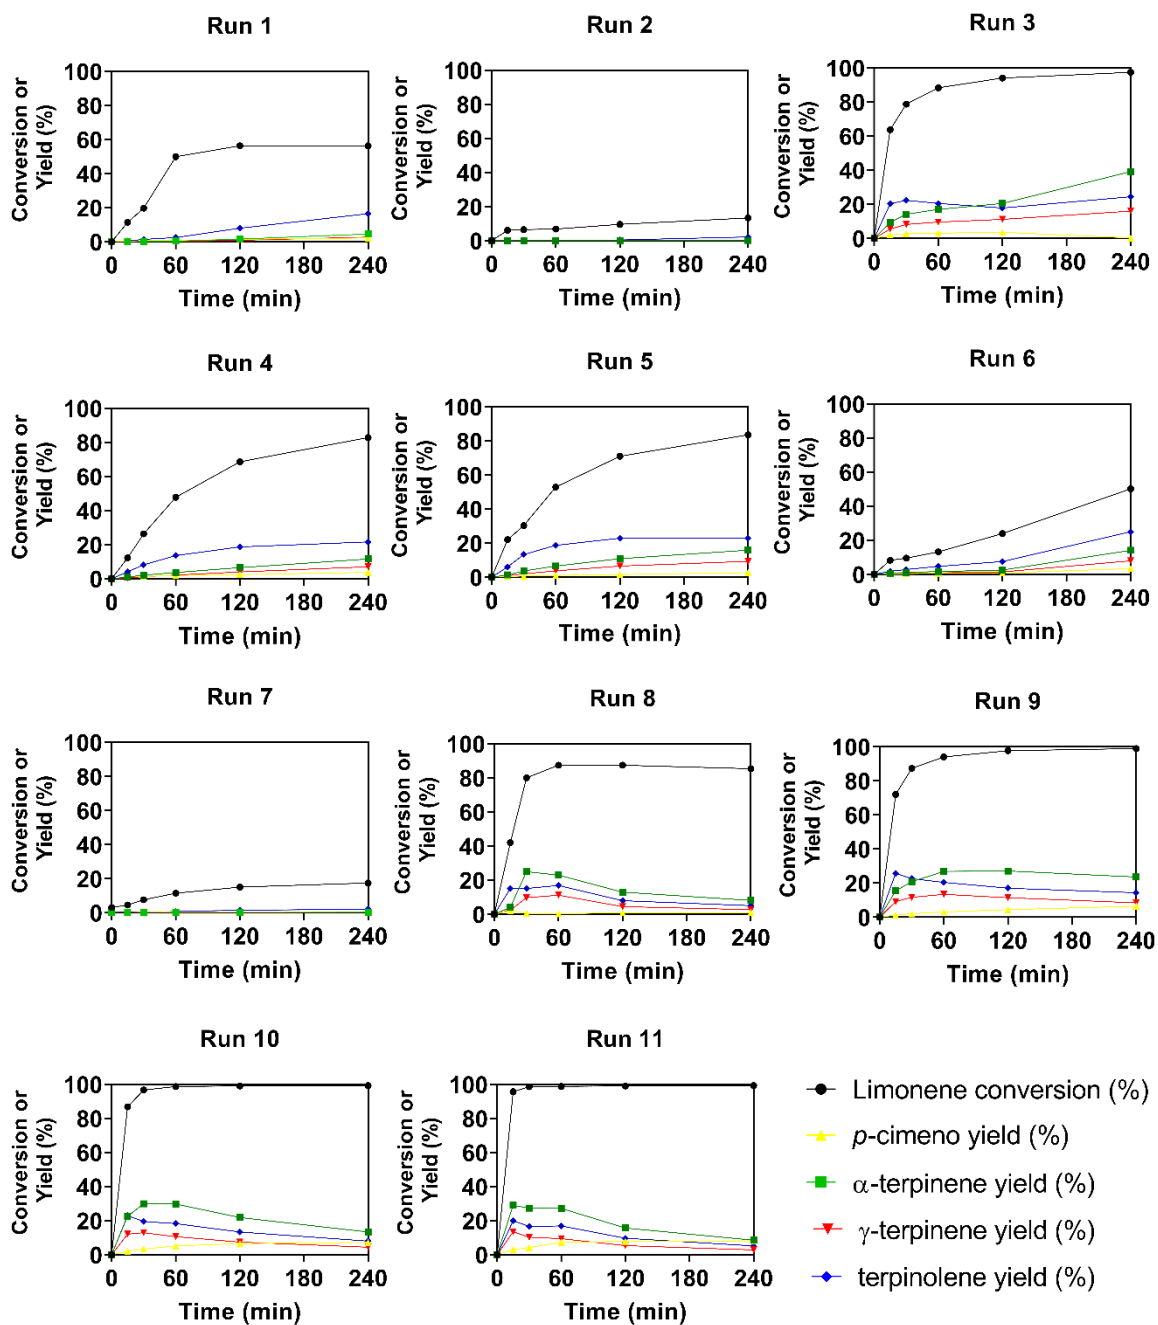 Run 1
Conversion or
Yield (%)
100
80
60
40
20
0
0 60 120 180 240
Time (min)
Run 2
Conversion or
Yield (%)
100
80
60
40
20
0
0 60 120 180 240
Time (min)
Run 3
Conversion or
Yield (%)
100
80
60
40
20
0
0 60 120 180 240
Time (min)
Run 4
Conversion or
Yield (%)
100
80
60
40
20
0
0 60 120 180 240
Time (min)
Run 5
Conversion or
Yield (%)
100
80
60
40
20
0
0 60 120 180 240
Time (min)
Run 6
Conversion or
Yield (%)
100
80
60
40
20
0
0 60 120 180 240
Time (min)
Run 7
Conversion or
Yield (%)
100
80
60
40
20
0
0 60 120 180 240
Time (min)
Run 8
Conversion or
Yield (%)
100
80
60
40
20
0
0 60 120 180 240
Time (min)
Run 9
Conversion or
Yield (%)
100
80
60
40
20
0
0 60 120 180 240
Time (min)
Run 10
Conversion or
Yield (%)
100
80
60
40
20
0
0 60 120 180 240
Time (min)
Run 11
Conversion or
Yield (%)
100
80
60
40
20
0
0 60 120 180 240
Time (min)
Limonene conversion (%)
p-cimeno yield (%)
α-terpinene yield (%)
γ-terpinene yield (%)
terpinolene yield (%)